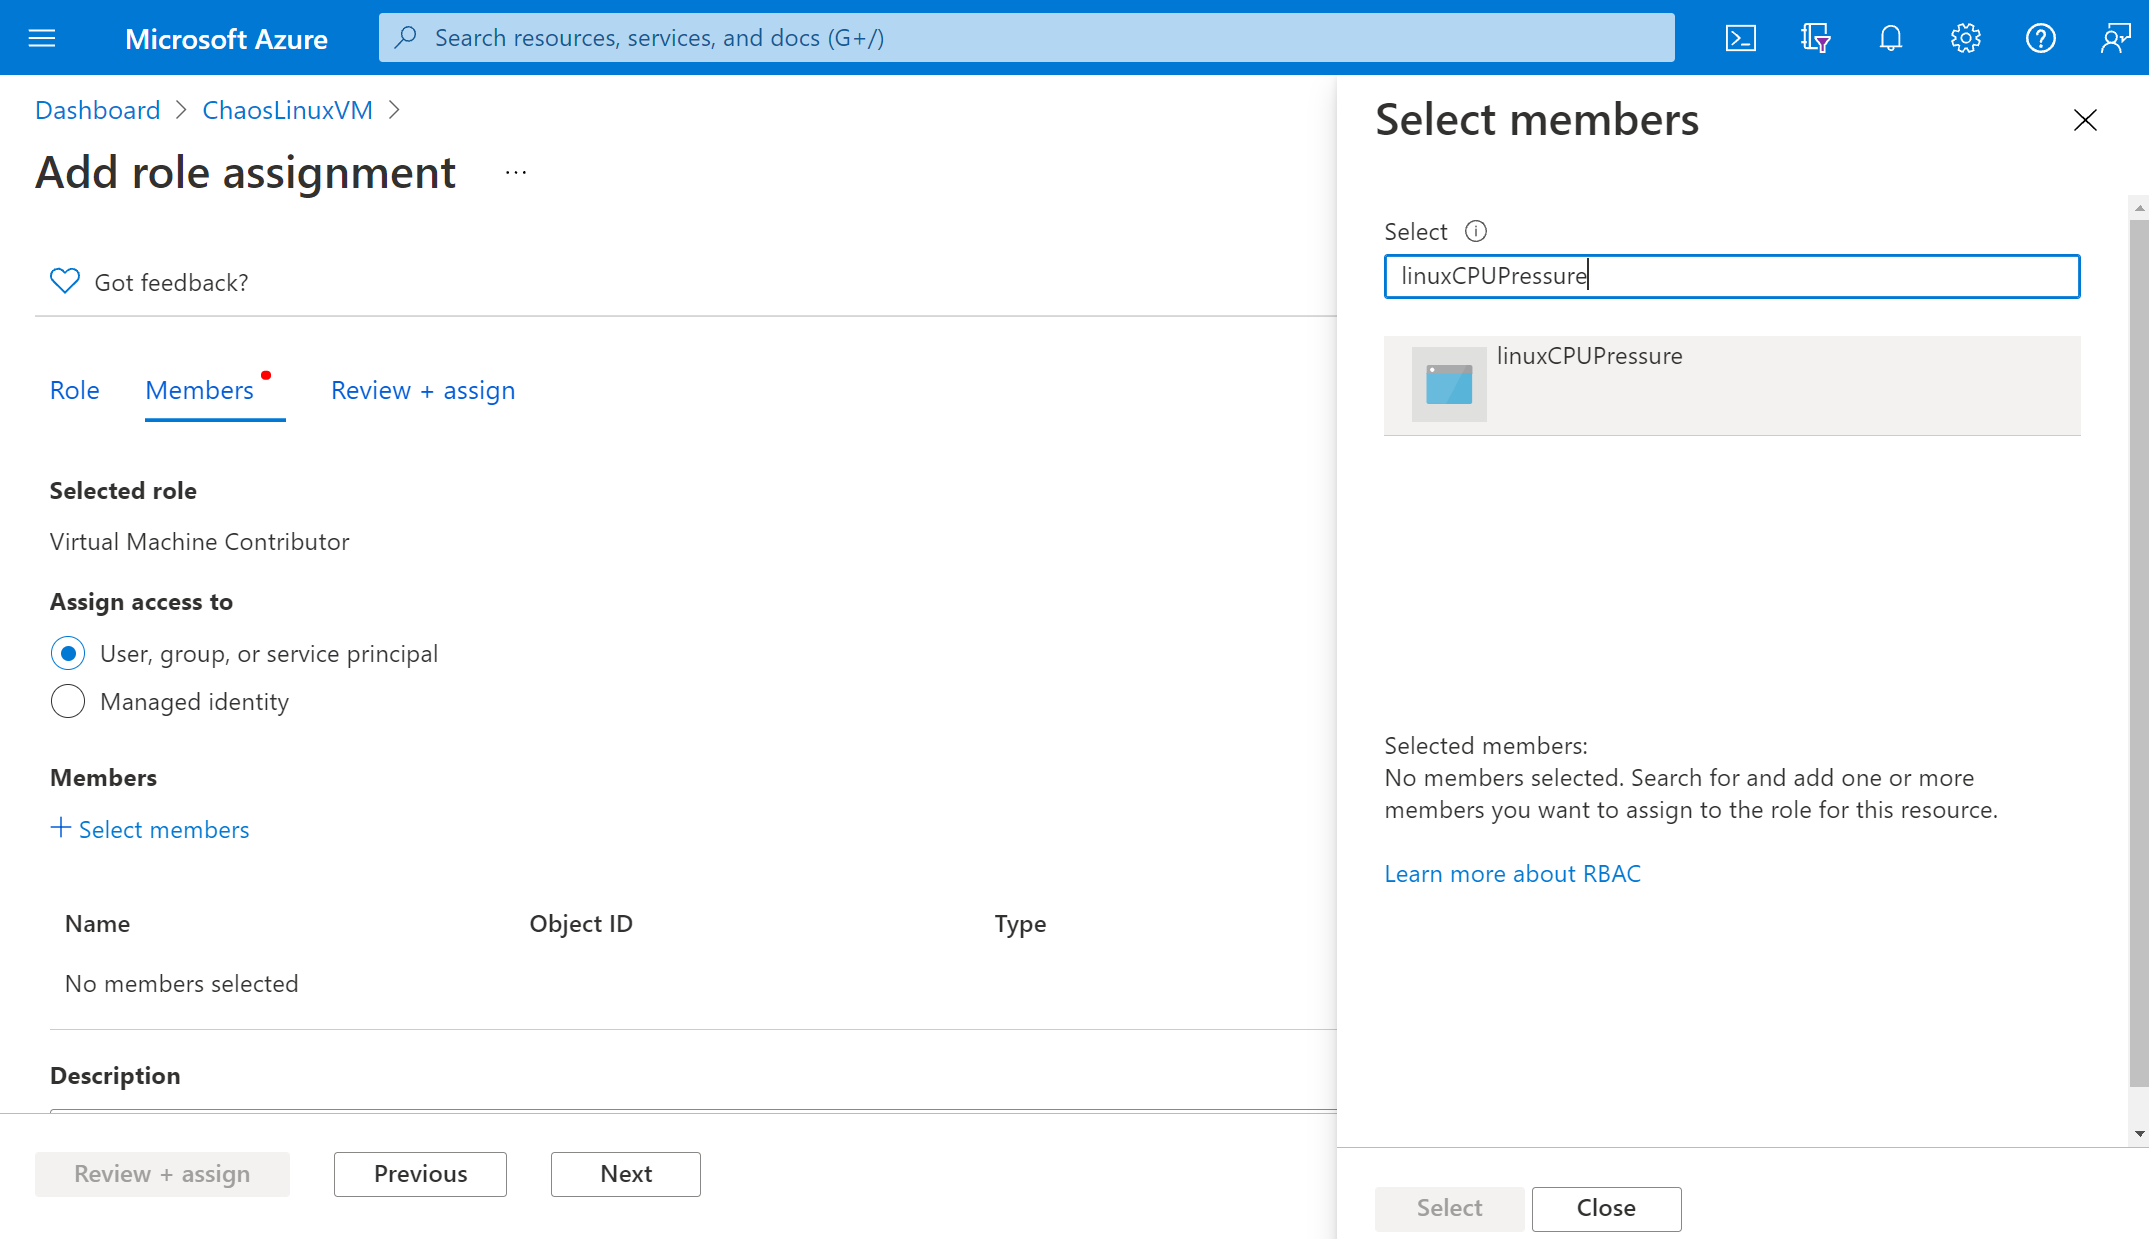 Microsoft Azure
Search resources, services, and docs (G+/)
Dashboard > ChaosLinuxVM >
Add role assignment ...
Got feedback?
Role Members Review + assign
Selected role
Virtual Machine Contributor
Assign access to
User, group, or service principal
Managed identity
Members
+ Select members
Name Object ID Type
No members selected
Description
Review + assign Previous Next
Select members
Select
linuxCPUPressure
linuxCPUPressure
Selected members:
No members selected. Search for and add one or more
members you want to assign to the role for this resource.
Learn more about RBAC
Select Close